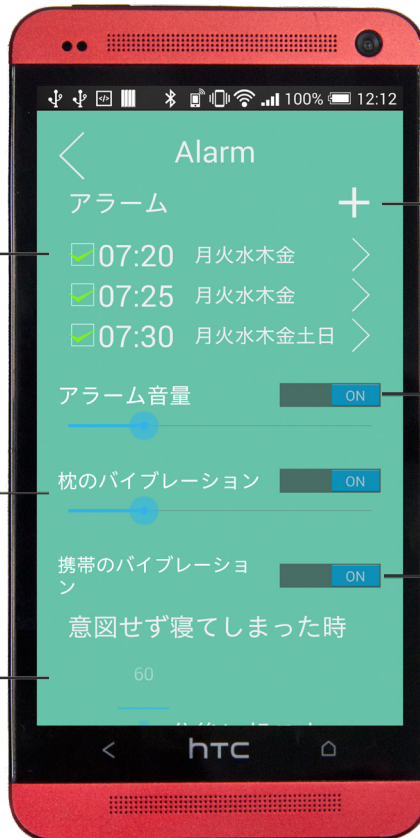 100% 12:12
Alarm
アラーム
07:20 月火水木金
07:25 月火水木金
07:30 月火水木金土日
アラーム音量 ON
枕のバイブレーション ON
携帯のバイブレーショ
ン ON
意図せず寝てしまった時
60
hTC